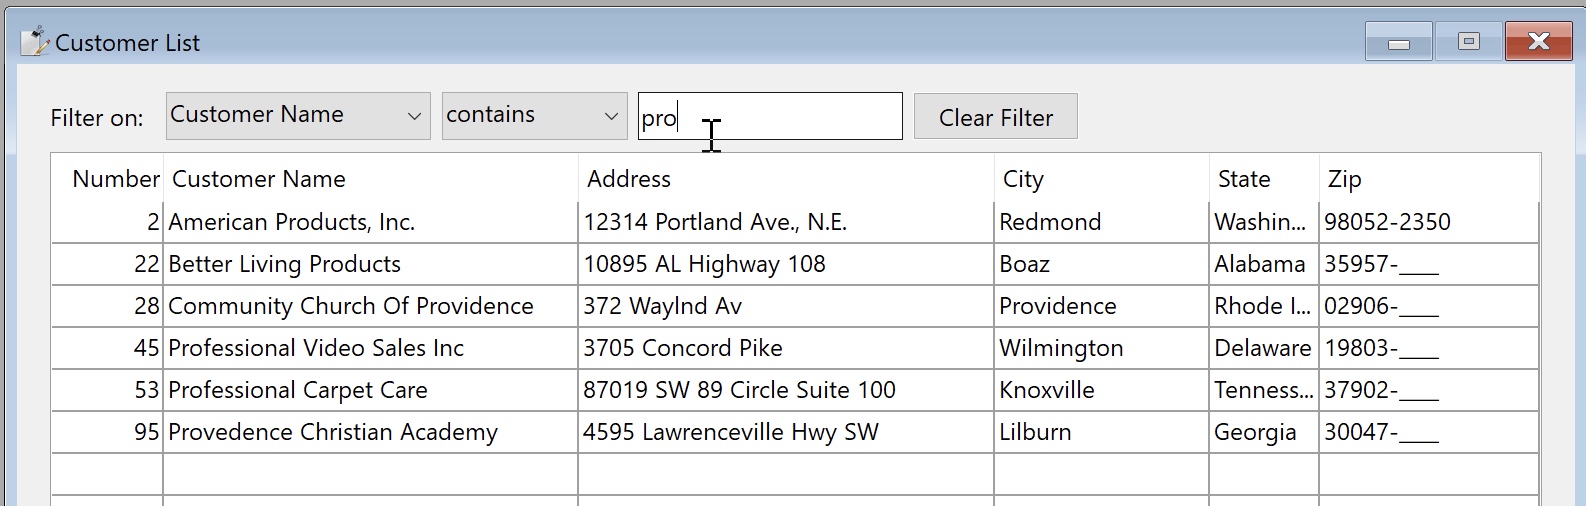 Customer List
Filter on: Customer Name contains pro Clear Filter
Number Customer Name Address City State Zip
2 American Products, Inc. 12314 Portland Ave., N.E. Redmond Washin... 98052-2350
22 Better Living Products 10895 AL Highway 108 Boaz Alabama 35957-____
28 Community Church Of Providence 372 Waylnd Av Providence Rhode I... 02906-____
45 Professional Video Sales Inc 3705 Concord Pike Wilmington Delaware 19803-____
53 Professional Carpet Care 87019 SW 89 Circle Suite 100 Knoxville Tenness... 37902-____
95 Provedence Christian Academy 4595 Lawrenceville Hwy SW Lilburn Georgia 30047-____